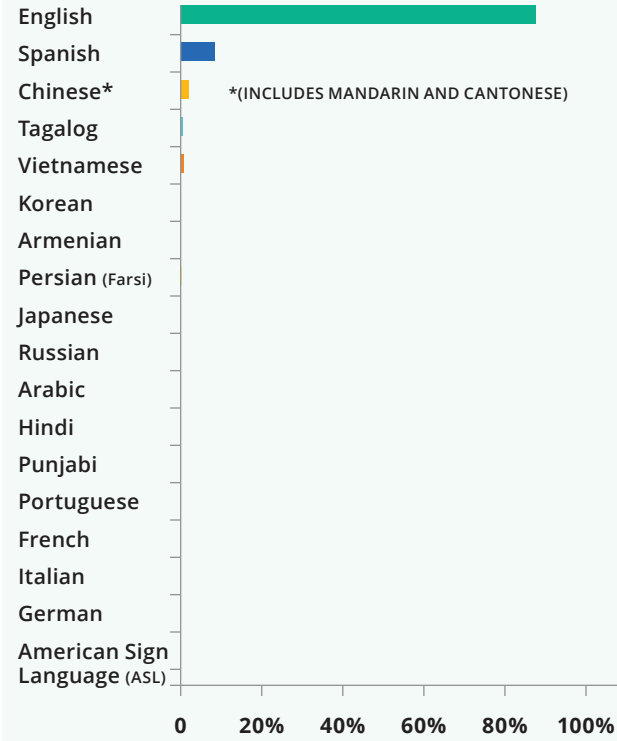 English
Spanish
Chinese* *(INCLUDES MANDARIN AND CANTONESE)
Tagalog
Vietnamese
Korean
Armenian
Persian (Farsi)
Japanese
Russian
Arabic
Hindi
Punjabi
Portuguese
French
Italian
German
American Sign
Language (ASL)
0 20% 40% 60% 80% 100%